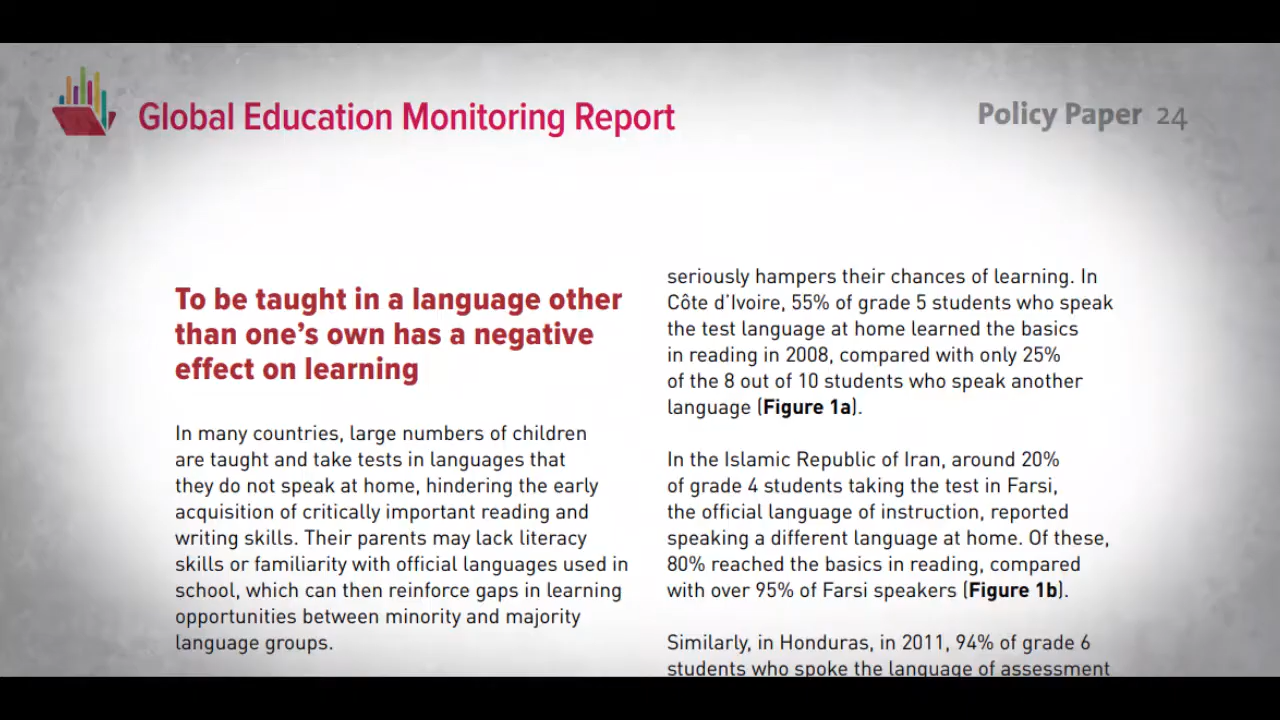 Global Education Monitoring Report
Policy Paper 24
To be taught in a language other
than one's own has a negative
effect on learning
In many countries, large numbers of children
are taught and take tests in languages that
they do not speak at home, hindering the early
acquisition of critically important reading and
writing skills. Their parents may lack literacy
skills or familiarity with official languages used in
school, which can then reinforce gaps in learning
opportunities between minority and majority
language groups.
seriously hampers their chances of learning. In
Côte d'Ivoire, 55% of grade 5 students who speak
the test language at home learned the basics
in reading in 2008, compared with only 25%
of the 8 out of 10 students who speak another
language (Figure 1a).
In the Islamic Republic of Iran, around 20%
of grade 4 students taking the test in Farsi,
the official language of instruction, reported
speaking a different language at home. Of these,
80% reached the basics in reading, compared
with over 95% of Farsi speakers (Figure 1b).
Similarly, in Honduras, in 2011, 94% of grade 6
students who spoke the language of assessment